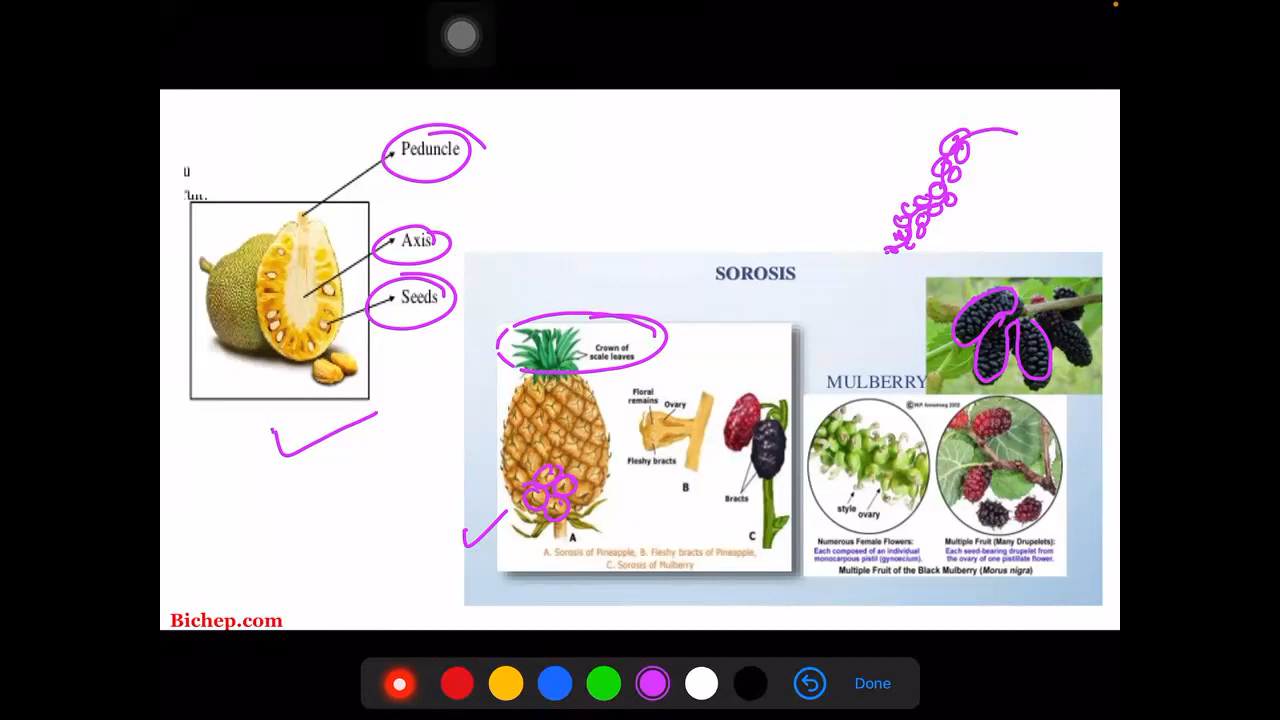 Peduncle
Axis
Seeds
SOROSIS
Crown of
scale leaves
Floral
remains
Ovary
Fleshy bracts
B
Bracts
A
C
A. Sorosis of Pineapple, B. Fleshy bracts of Pineapple,
C. Sorosis of Mulberry
MULBERRY
©W.P. Armstrong 2002
style
ovary
Numerous Female Flowers:
Each composed of an individual
monocarpous pistil (gynoecium).
Multiple Fruit (Many Drupelets):
Each seed-bearing drupelet from
the ovary of one pistillate flower.
Multiple Fruit of the Black Mulberry (Morus nigra)
Bichep.com
Done